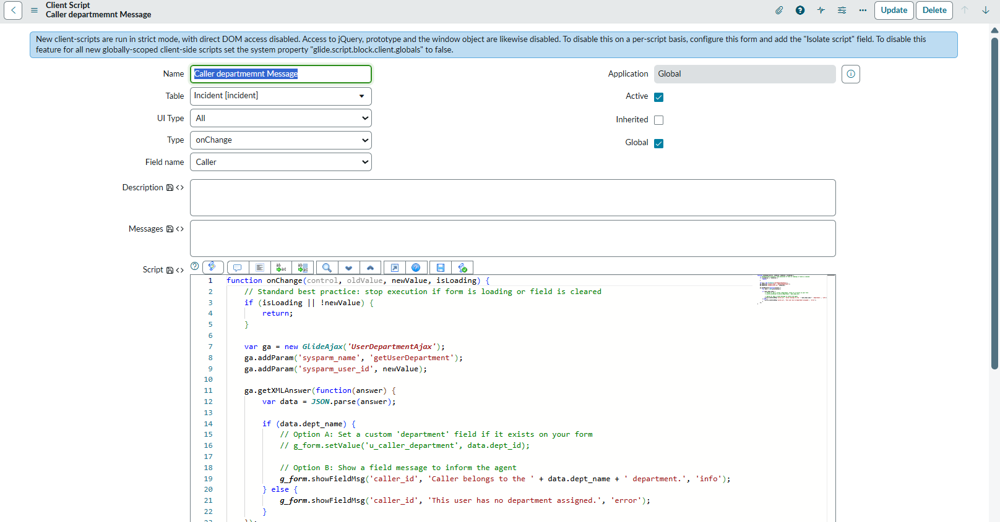 Client Script
Caller departmemnt Message
Update
Delete
New client-scripts are run in strict mode, with direct DOM access disabled. Access to jQuery, prototype and the window object are likewise disabled. To disable this on a per-script basis, configure this form and add the "Isolate script" field. To disable this
feature for all new globally-scoped client-side scripts set the system property "glide.script.block.client.globals" to false.
Name
Caller departmemnt Message
Application
Global
Table
Incident [incident]
Active
UI Type
All
Inherited
Type
onChange
Global
Field name
Caller
Description
Messages
Script
1 function onChange(control, oldValue, newValue, isLoading) {
2 // Standard best practice: stop execution if form is loading or field is cleared
3 if (isLoading || !newValue) {
4 return;
5 }
6
7 var ga = new GlideAjax('UserDepartmentAjax');
8 ga.addParam('sysparm_name', 'getUserDepartment');
9 ga.addParam('sysparm_user_id', newValue);
10
11 ga.getXMLAnswer(function(answer) {
12 var data = JSON.parse(answer);
13
14 if (data.dept_name) {
15 // Option A: Set a custom 'department' field if it exists on your form
16 // g_form.setValue('u_caller_department', data.dept_id);
17
18 // Option B: Show a field message to inform the agent
19 g_form.showFieldMsg('caller_id', 'Caller belongs to the ' + data.dept_name + ' department.', 'info');
20 } else {
21 g_form.showFieldMsg('caller_id', 'This user has no department assigned.', 'error');
22 }